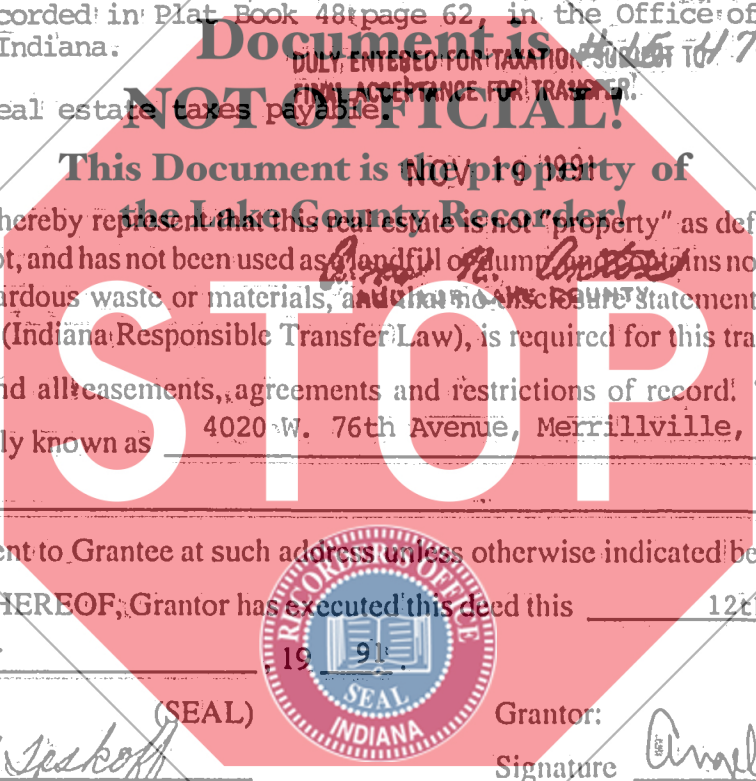 corded in Plat Book 48 page 62, in the Office of
Indiana.
Document is
DULY ENTERED FOR TAXATION SUBJECT TO
FINAL ACCEPTANCE FOR TRANSFER.
eal estate taxes payable.
NOT OFFICIAL!
This Document is the property of
NOV 19 1991
the Lake County Recorder!
hereby represent that this real estate is not "property" as def
ot, and has not been used as a landfill or dump, and contains no
ardous waste or materials, and that no disclosure statement
AUDITOR LAKE COUNTY
(Indiana Responsible Transfer Law), is required for this tra
nd all easements, agreements and restrictions of record.
ly known as 4020 W. 76th Avenue, Merrillville,
STOP
ent to Grantee at such address unless otherwise indicated be
HEREOF, Grantor has executed this deed this 12t
, 19 91.
RECORDER'S OFFICE
SEAL
INDIANA
(SEAL) Grantor:
Signature